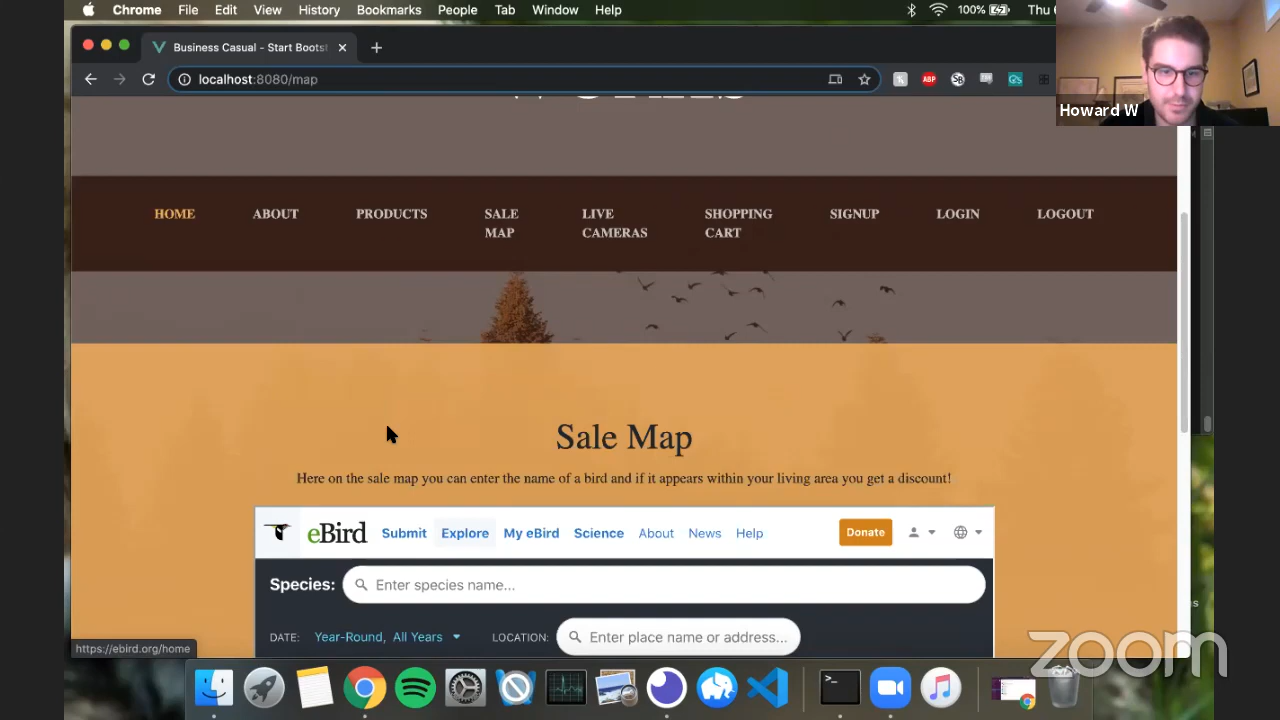 Chrome File Edit View History Bookmarks People Tab Window Help 100% Thu
Business Casual - Start Bootst
localhost:8080/map
ABP
Howard W
HOME ABOUT PRODUCTS SALE MAP LIVE CAMERAS SHOPPING CART SIGNUP LOGIN LOGOUT
Sale Map
Here on the sale map you can enter the name of a bird and if it appears within your living area you get a discount!
eBird Submit Explore My eBird Science About News Help Donate
Species: Enter species name...
DATE: Year-Round, All Years LOCATION: Enter place name or address...
https://ebird.org/home
zoom